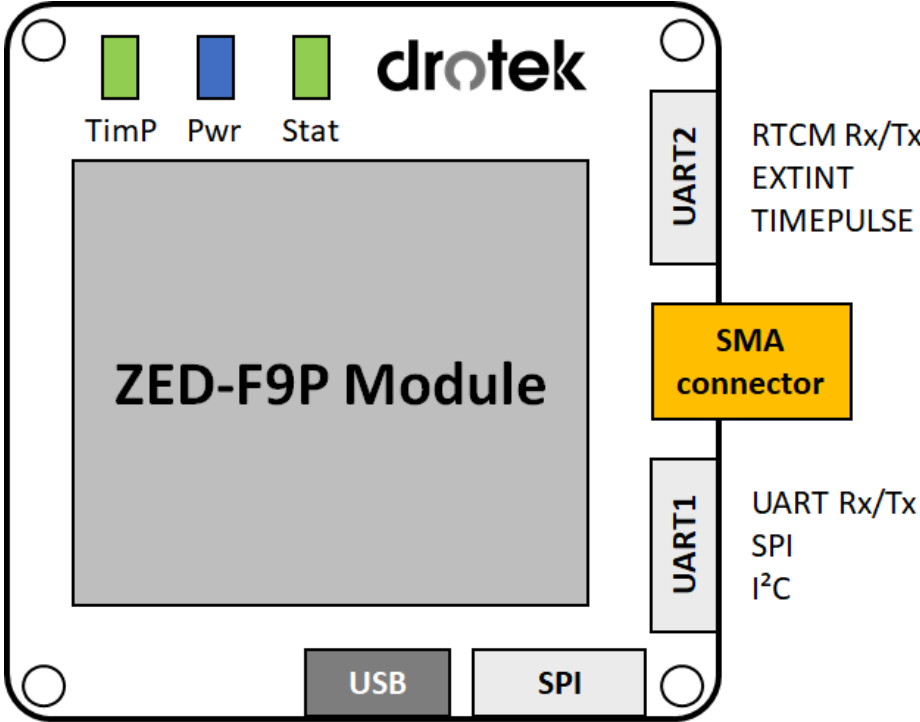 drotek
TimP Pwr Stat
UART2
RTCM Rx/Tx
EXTINT
TIMEPULSE
ZED-F9P Module
SMA
connector
UART1
UART Rx/Tx
SPI
I²C
USB
SPI